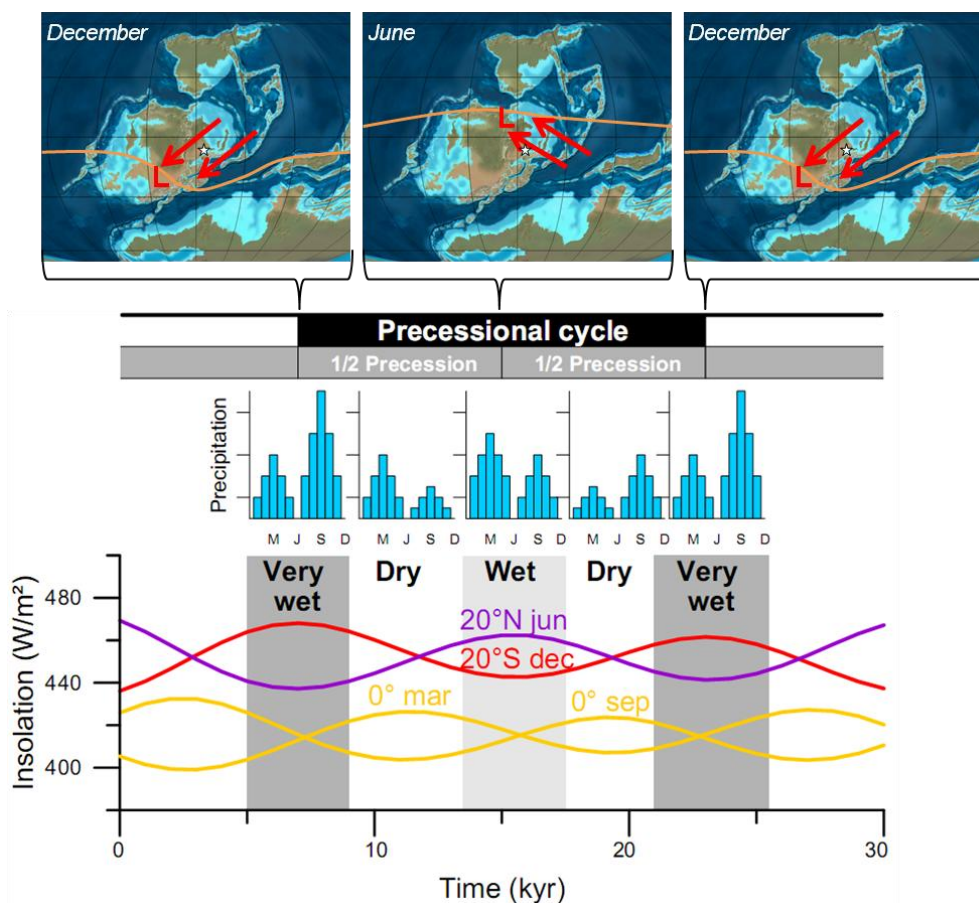 December
June
December
L
L
L
Precessional cycle
1/2 Precession
1/2 Precession
Precipitation
M J S D
M J S D
M J S D
M J S D
M J S D
Very wet
Dry
Wet
Dry
Very wet
480
440
400
Insolation (W/m²)
20°N jun
20°S dec
0° mar
0° sep
0
10
20
30
Time (kyr)